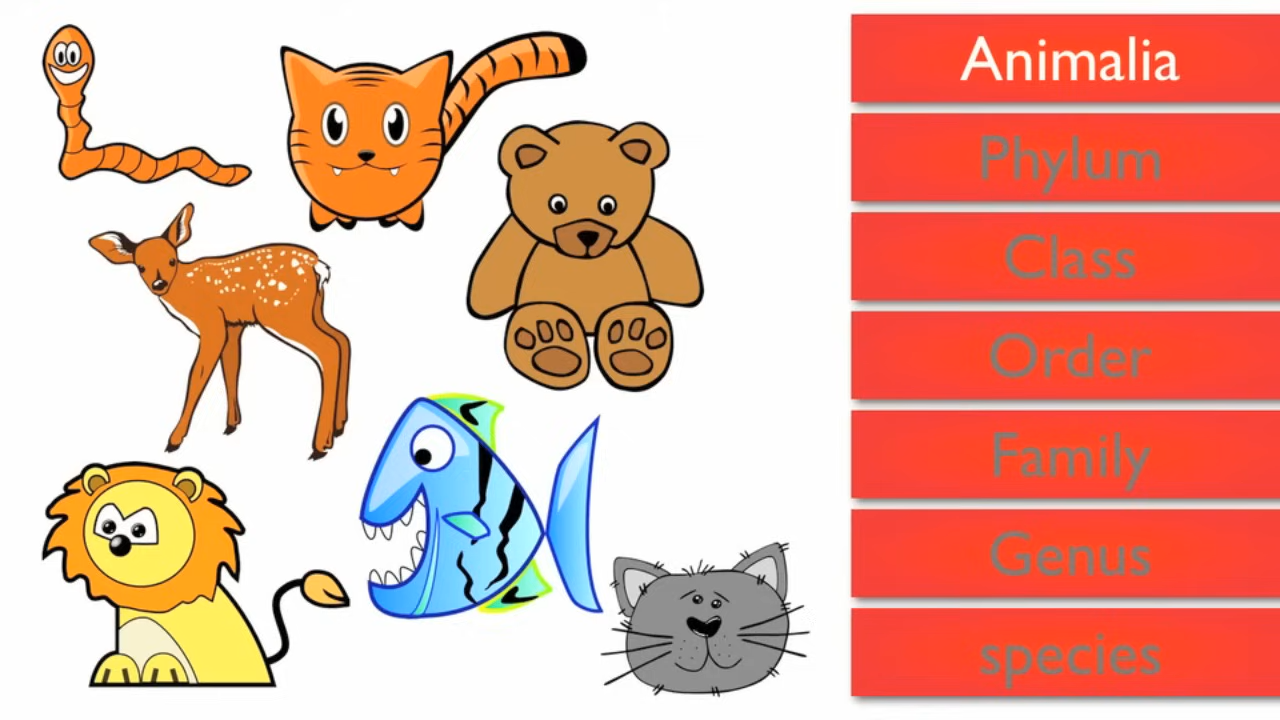 Animalia
Phylum
Class
Order
Family
Genus
species